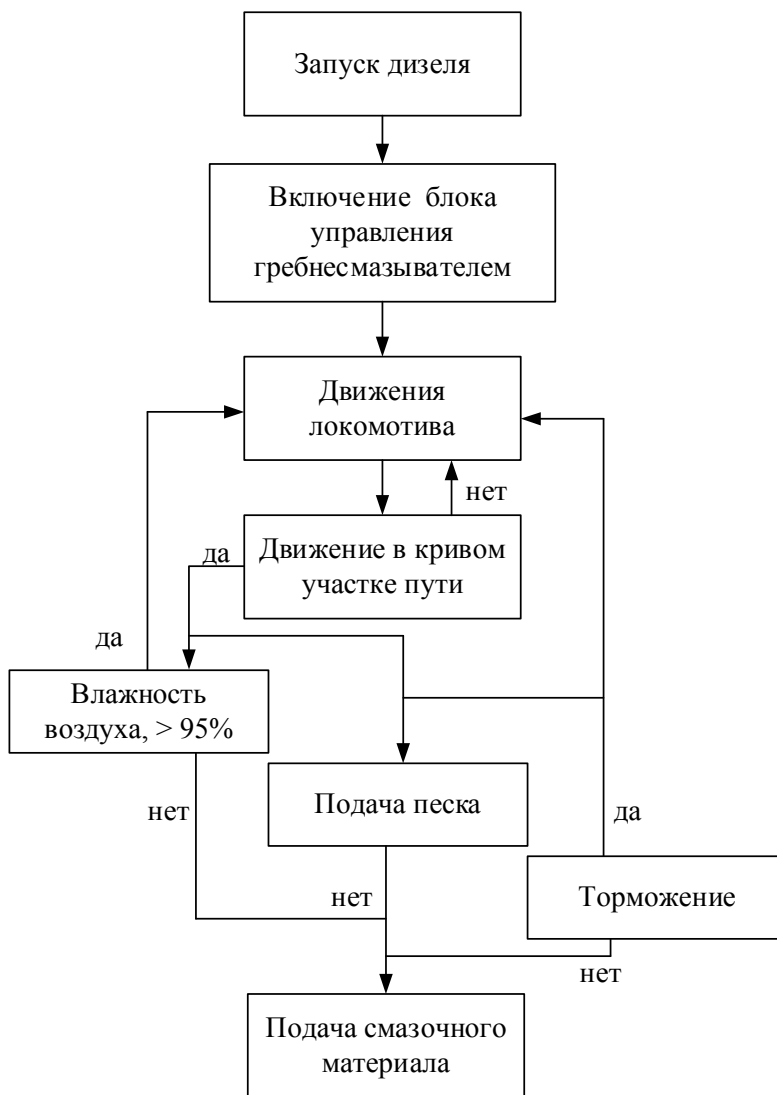 Запуск дизеля
Включение блока
управления
гребнесмазывателем
Движения
локомотива
нет
Движение в кривом
участке пути
да
да
Влажность
воздуха, > 95%
Подача песка
нет
да
нет
Торможение
нет
Подача смазочного
материала